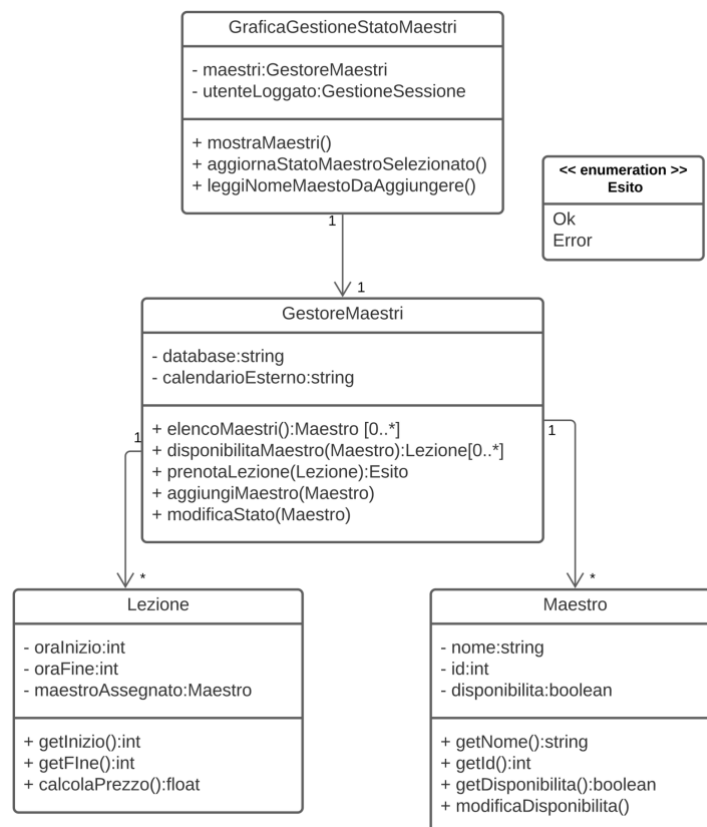 GraficaGestioneStatoMaestri
- maestri:GestoreMaestri
- utenteLoggato:GestioneSessione
+ mostraMaestri()
+ aggiornaStatoMaestroSelezionato()
+ leggiNomeMaestoDaAggiungere()
<< enumeration >>
Esito
Ok
Error
1
1
GestoreMaestri
- database:string
- calendarioEsterno:string
+ elencoMaestri():Maestro [0..*]
+ disponibilitaMaestro(Maestro):Lezione[0..*]
+ prenotaLezione(Lezione):Esito
+ aggiungiMaestro(Maestro)
+ modificaStato(Maestro)
1
1
*
*
Lezione
- oraInizio:int
- oraFine:int
- maestroAssegnato:Maestro
+ getInizio():int
+ getFIne():int
+ calcolaPrezzo():float
Maestro
- nome:string
- id:int
- disponibilita:boolean
+ getNome():string
+ getId():int
+ getDisponibilita():boolean
+ modificaDisponibilita()